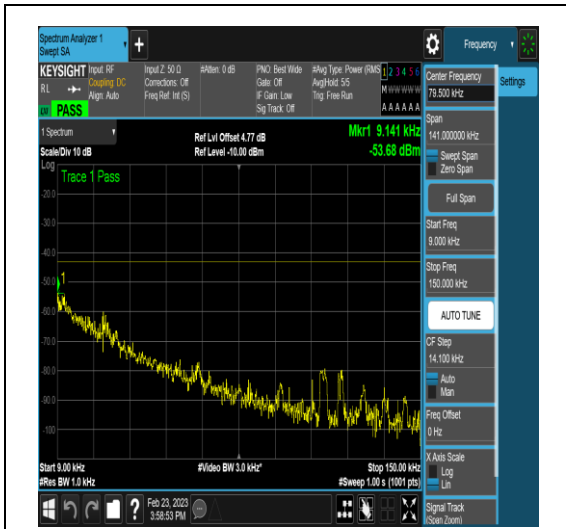 Spectrum Analyzer 1
Swept SA
+
Frequency
KEYSIGHT
Input: RF
Coupling: DC
Align: Auto
Input Z: 50 Ω
Corrections: Off
Freq Ref: Int (S)
#Atten: 0 dB
PNO: Best Wide
Gate: Off
IF Gain: Low
Sig Track: Off
#Avg Type: Power (RMS
Avg|Hold: 5/5
Trig: Free Run
1 2 3 4 5 6
M W W W W W
A A A A A A
RL
PASS
Center Frequency
79.500 kHz
Settings
Span
141.000000 kHz
Swept Span
Zero Span
Full Span
Start Freq
9.000 kHz
Stop Freq
150.000 kHz
AUTO TUNE
CF Step
14.100 kHz
Auto
Man
Freq Offset
0 Hz
X Axis Scale
Log
Lin
Signal Track
(Span Zoom)
1 Spectrum
Scale/Div 10 dB
Ref Lvl Offset 4.77 dB
Ref Level -10.00 dBm
Mkr1 9.141 kHz
-53.68 dBm
Log
Trace 1 Pass
-20.0
-30.0
-40.0
-50.0
1
-60.0
-70.0
-80.0
-90.0
-100
Start 9.00 kHz
#Video BW 3.0 kHz*
Stop 150.00 kHz
#Res BW 1.0 kHz
#Sweep 1.00 s (1001 pts)
?
Feb 23, 2023
3:58:53 PM